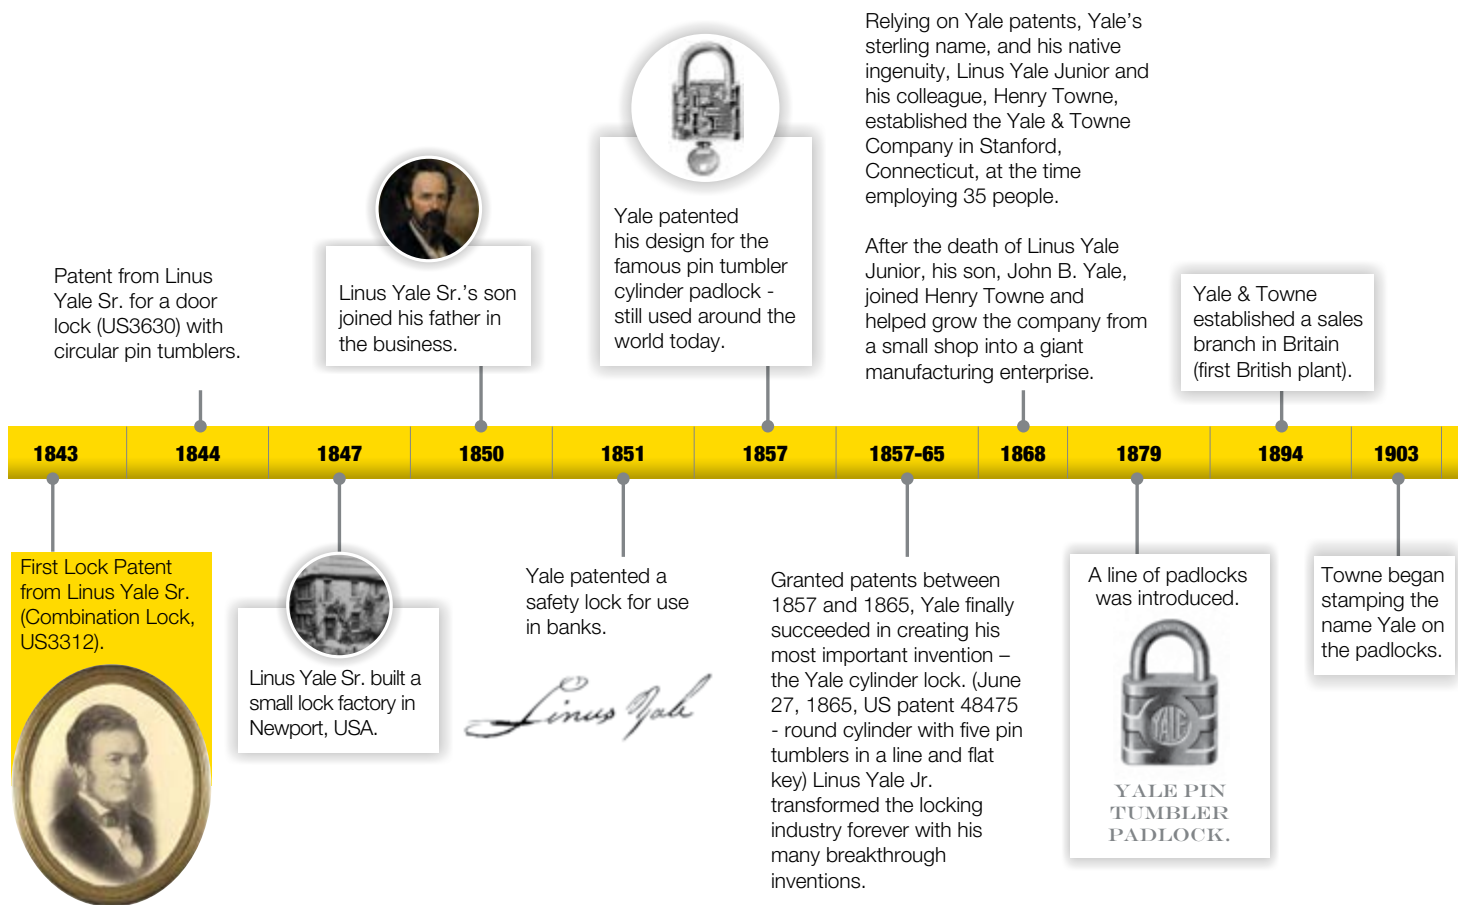 Relying on Yale patents, Yale's
sterling name, and his native
ingenuity, Linus Yale Junior and
his colleague, Henry Towne,
established the Yale & Towne
Company in Stanford,
Connecticut, at the time
employing 35 people.
After the death of Linus Yale
Junior, his son, John B. Yale,
joined Henry Towne and
helped grow the company from
a small shop into a giant
manufacturing enterprise.
Patent from Linus
Yale Sr. for a door
lock (US3630) with
circular pin tumblers.
Linus Yale Sr.'s son
joined his father in
the business.
Yale patented
his design for the
famous pin tumbler
cylinder padlock -
still used around the
world today.
Yale & Towne
established a sales
branch in Britain
(first British plant).
1843
1844
1847
1850
1851
1857
1857-65
1868
1879
1894
1903
First Lock Patent
from Linus Yale Sr.
(Combination Lock,
US3312).
Linus Yale Sr. built a
small lock factory in
Newport, USA.
Yale patented a
safety lock for use
in banks.
Linus Yale
Granted patents between
1857 and 1865, Yale finally
succeeded in creating his
most important invention –
the Yale cylinder lock. (June
27, 1865, US patent 48475
- round cylinder with five pin
tumblers in a line and flat
key) Linus Yale Jr.
transformed the locking
industry forever with his
many breakthrough
inventions.
A line of padlocks
was introduced.
YALE
YALE PIN
TUMBLER
PADLOCK.
Towne began
stamping the
name Yale on
the padlocks.